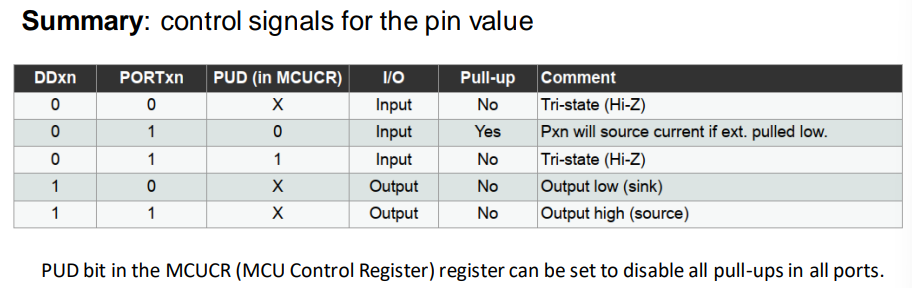 Summary: control signals for the pin value
DDxn PORTxn PUD (in MCUCR) I/O Pull-up Comment
0 0 X Input No Tri-state (Hi-Z)
0 1 0 Input Yes Pxn will source current if ext. pulled low.
0 1 1 Input No Tri-state (Hi-Z)
1 0 X Output No Output low (sink)
1 1 X Output No Output high (source)
PUD bit in the MCUCR (MCU Control Register) register can be set to disable all pull-ups in all ports.